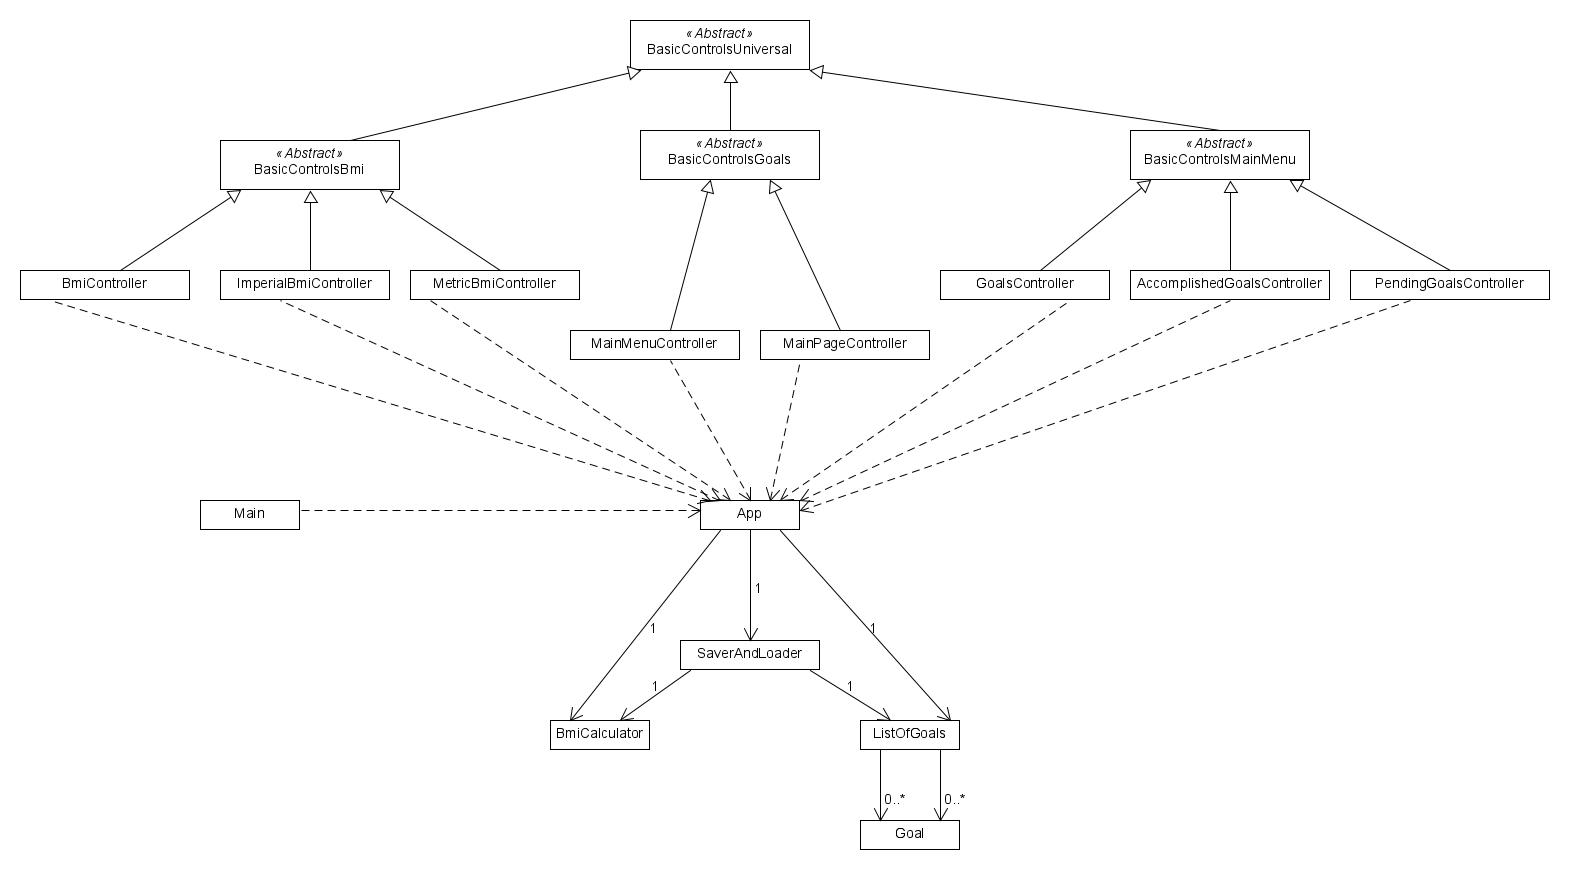 « Abstract »
BasicControlsUniversal
« Abstract »
BasicControlsBmi
« Abstract »
BasicControlsGoals
« Abstract »
BasicControlsMainMenu
BmiController
ImperialBmiController
MetricBmiController
GoalsController
AccomplishedGoalsController
PendingGoalsController
MainMenuController
MainPageController
Main
App
1
1
1
SaverAndLoader
1
1
BmiCalculator
ListOfGoals
0..*
0..*
Goal